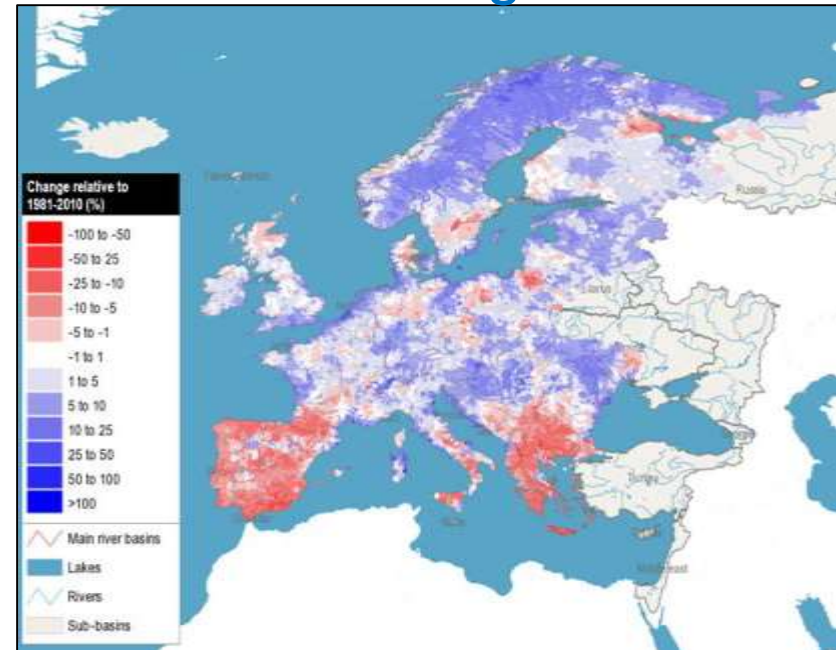 Change relative to
1981-2010 (%)
-100 to -50
-50 to 25
-25 to -10
-10 to -5
-5 to -1
-1 to 1
1 to 5
5 to 10
10 to 25
25 to 50
50 to 100
>100
Main river basins
Lakes
Rivers
Sub-basins
Russia
Turkey